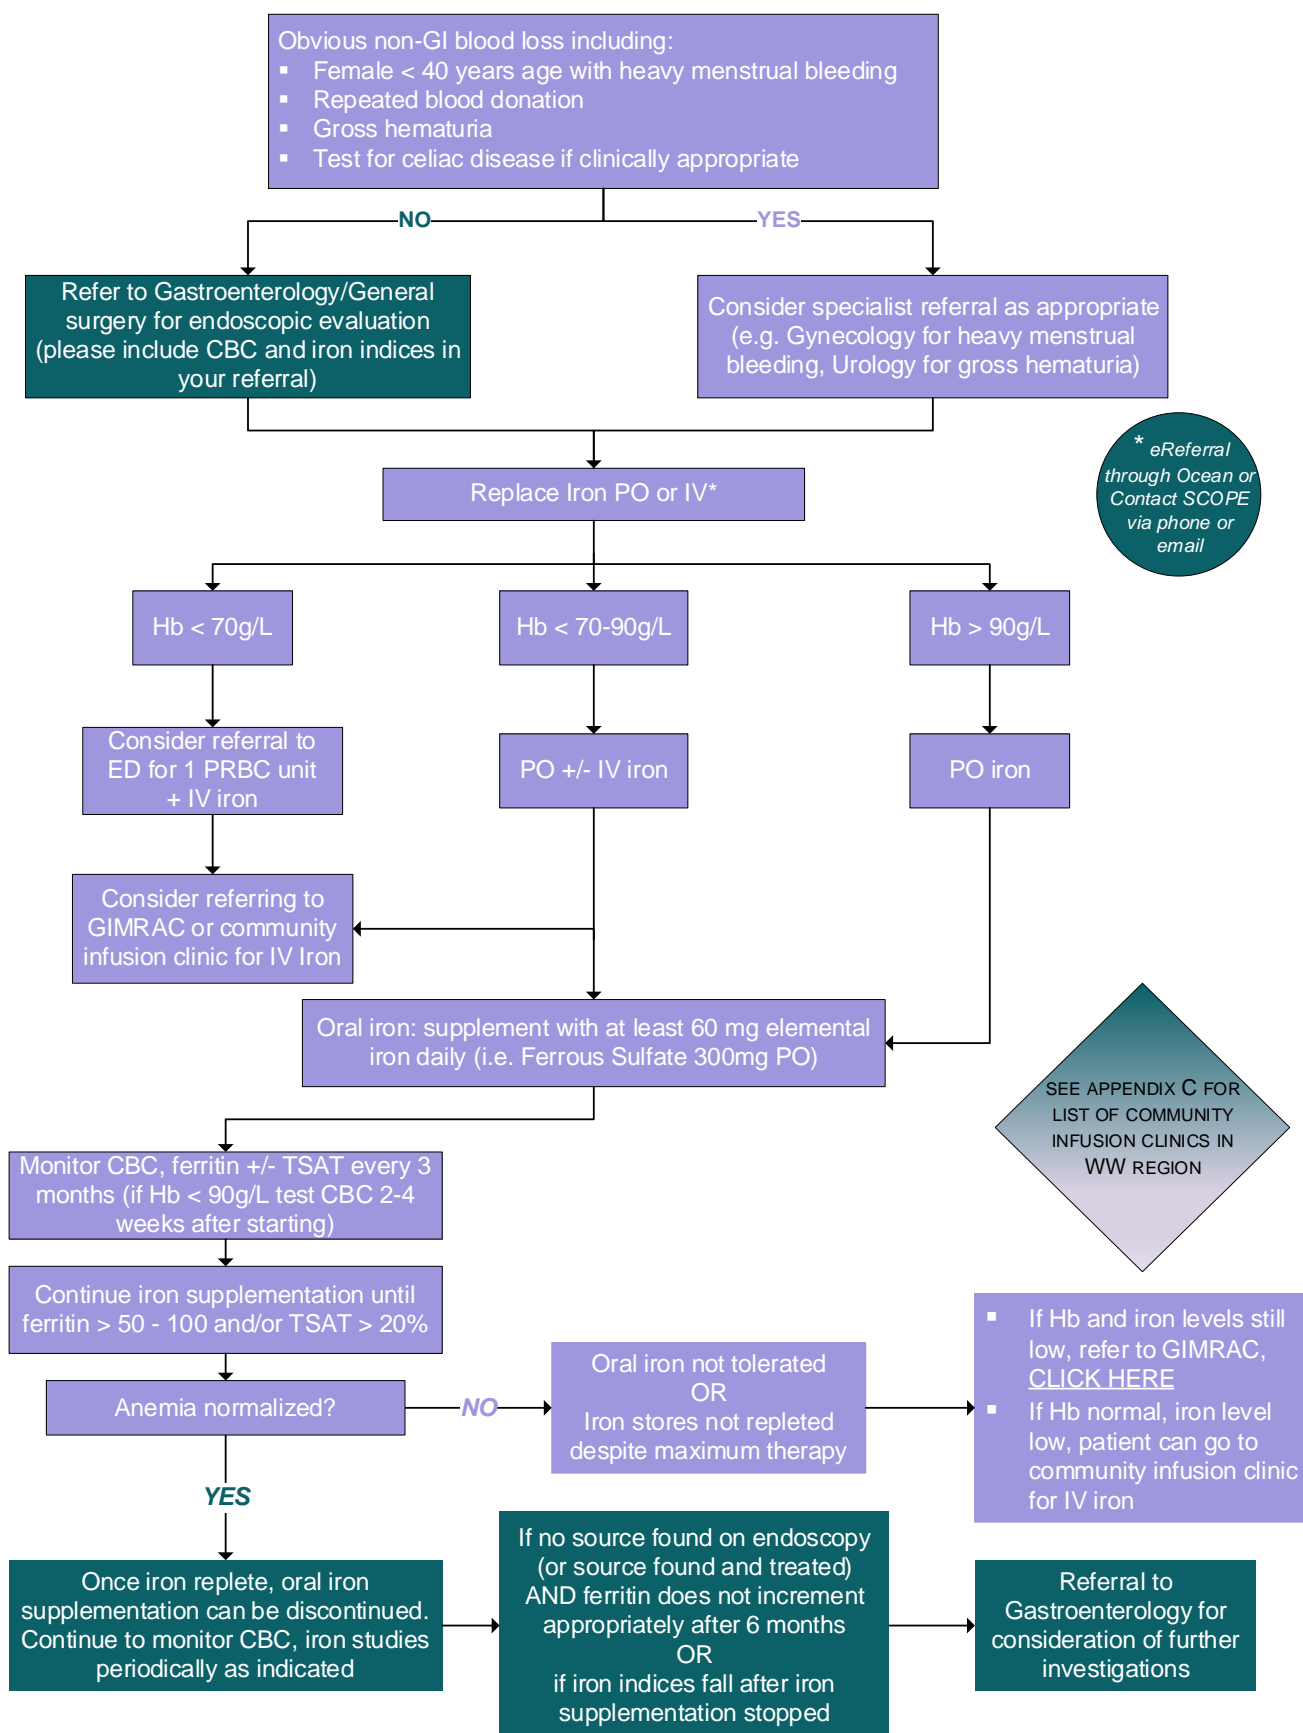 Obvious non-GI blood loss including:
▪ Female < 40 years age with heavy menstrual bleeding
▪ Repeated blood donation
▪ Gross hematuria
▪ Test for celiac disease if clinically appropriate
NO
YES
Refer to Gastroenterology/General
surgery for endoscopic evaluation
(please include CBC and iron indices in
your referral)
Consider specialist referral as appropriate
(e.g. Gynecology for heavy menstrual
bleeding, Urology for gross hematuria)
* eReferral
through Ocean or
Contact SCOPE
via phone or
email
Replace Iron PO or IV*
Hb < 70g/L
Hb < 70-90g/L
Hb > 90g/L
Consider referral to
ED for 1 PRBC unit
+ IV iron
PO +/- IV iron
PO iron
Consider referring to
GIMRAC or community
infusion clinic for IV Iron
Oral iron: supplement with at least 60 mg elemental
iron daily (i.e. Ferrous Sulfate 300mg PO)
SEE APPENDIX C FOR
LIST OF COMMUNITY
INFUSION CLINICS IN
WW REGION
Monitor CBC, ferritin +/- TSAT every 3
months (if Hb < 90g/L test CBC 2-4
weeks after starting)
Continue iron supplementation until
ferritin > 50 - 100 and/or TSAT > 20%
Anemia normalized?
NO
Oral iron not tolerated
OR
Iron stores not repleted
despite maximum therapy
▪ If Hb and iron levels still
low, refer to GIMRAC,
CLICK HERE
▪ If Hb normal, iron level
low, patient can go to
community infusion clinic
for IV iron
YES
Once iron replete, oral iron
supplementation can be discontinued.
Continue to monitor CBC, iron studies
periodically as indicated
If no source found on endoscopy
(or source found and treated)
AND ferritin does not increment
appropriately after 6 months
OR
if iron indices fall after iron
supplementation stopped
Referral to
Gastroenterology for
consideration of further
investigations